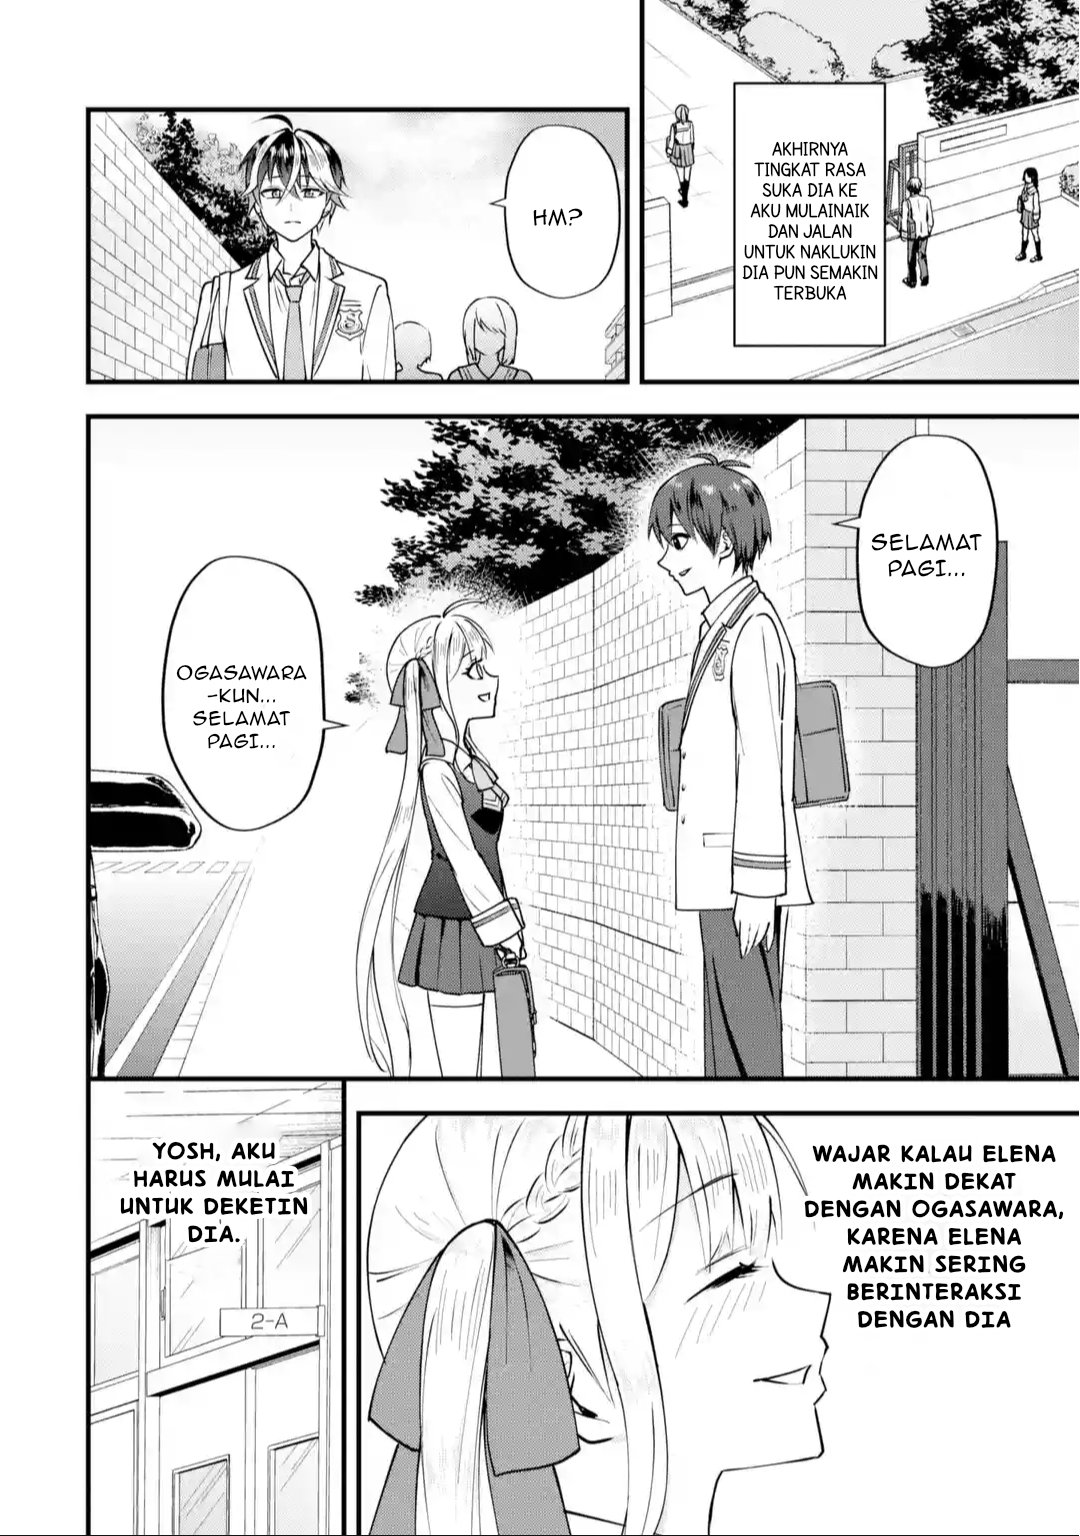 AKHIRNYA
TINGKAT RASA
SUKA DIA KE
AKU MULAINAIK
DAN JALAN
UNTUK NAKLUKIN
DIA PUN SEMAKIN
TERBUKA
HM?
SELAMAT
PAGI...
OGASAWARA
-KUN...
SELAMAT
PAGI...
WAJAR KALAU ELENA
MAKIN DEKAT
DENGAN OGASAWARA,
KARENA ELENA
MAKIN SERING
BERINTERAKSI
DENGAN DIA
YOSH, AKU
HARUS MULAI
UNTUK DEKETIN
DIA.
2-A